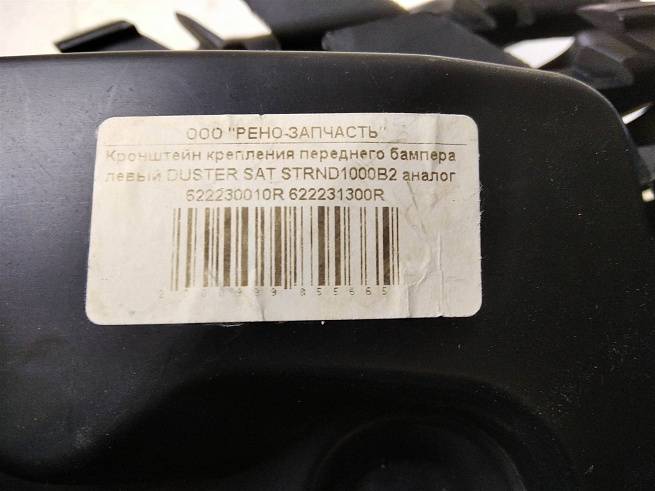 ООО "РЕНО-ЗАПЧАСТЬ"
Кронштейн крепления переднего бампера
левый DUSTER SAT STRND1000B2 аналог
622230010R 622231300R